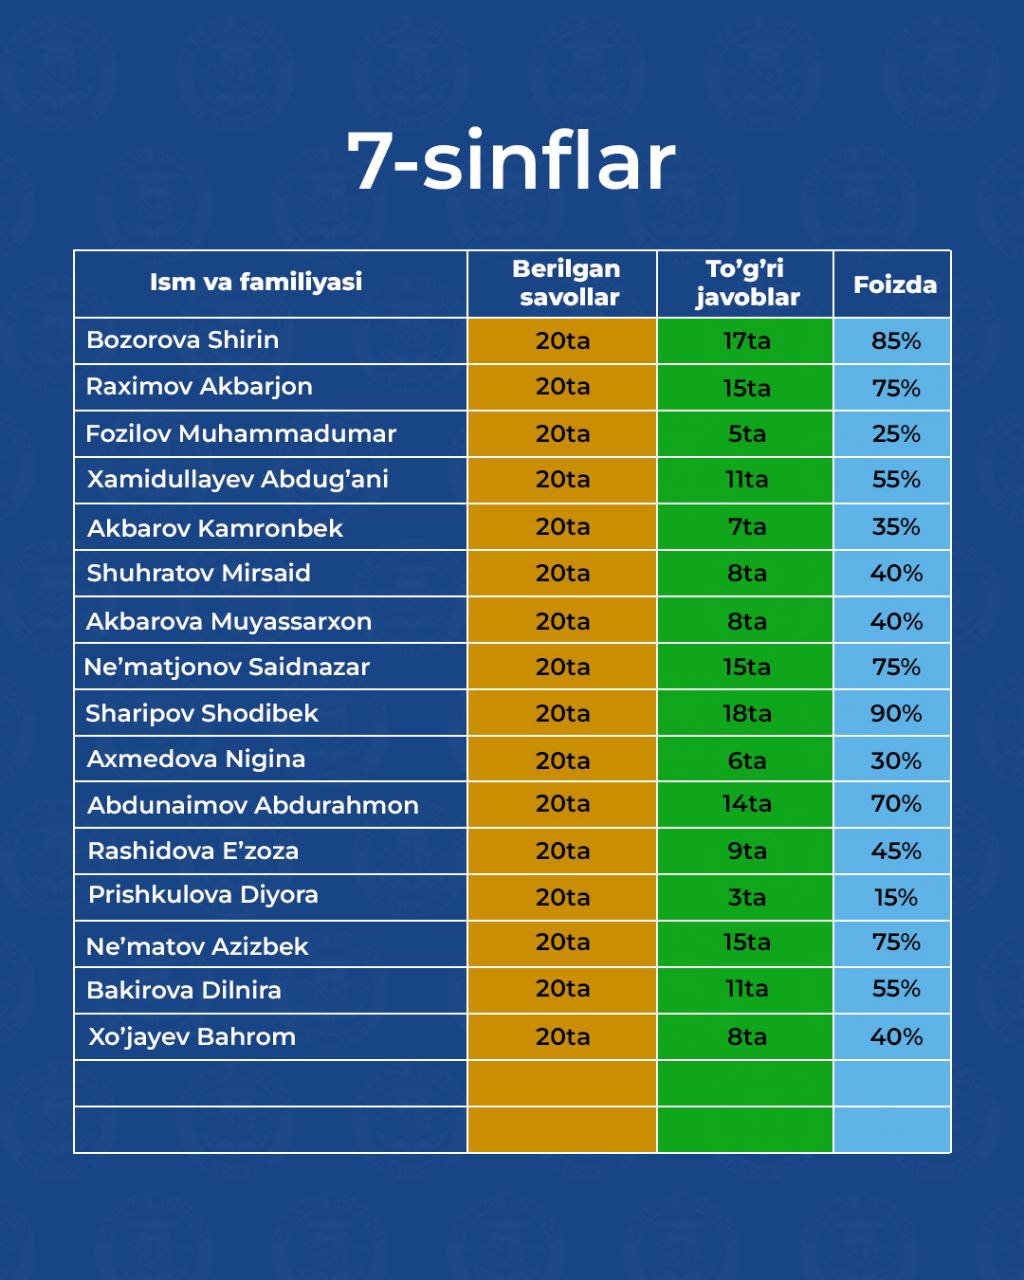 7-sinflar
Ism va familiyasi Berilgan savollar To’g’ri javoblar Foizda
Bozorova Shirin 20ta 17ta 85%
Raximov Akbarjon 20ta 15ta 75%
Fozilov Muhammadumar 20ta 5ta 25%
Xamidullayev Abdug’ani 20ta 11ta 55%
Akbarov Kamronbek 20ta 7ta 35%
Shuhratov Mirsaid 20ta 8ta 40%
Akbarova Muyassarxon 20ta 8ta 40%
Ne’matjonov Saidnazar 20ta 15ta 75%
Sharipov Shodibek 20ta 18ta 90%
Axmedova Nigina 20ta 6ta 30%
Abdunaimov Abdurahmon 20ta 14ta 70%
Rashidova E’zoza 20ta 9ta 45%
Prishkulova Diyora 20ta 3ta 15%
Ne’matov Azizbek 20ta 15ta 75%
Bakirova Dilnira 20ta 11ta 55%
Xo’jayev Bahrom 20ta 8ta 40%